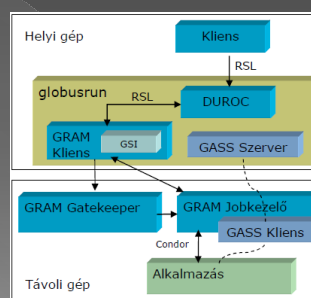 Helyi gép
Kliens
RSL
globusrun
RSL
DUROC
GRAM
Kliens
GSI
GASS Szerver
GRAM Gatekeeper
GRAM Jobkezelő
GASS Kliens
Condor
Alkalmazás
Távoli gép